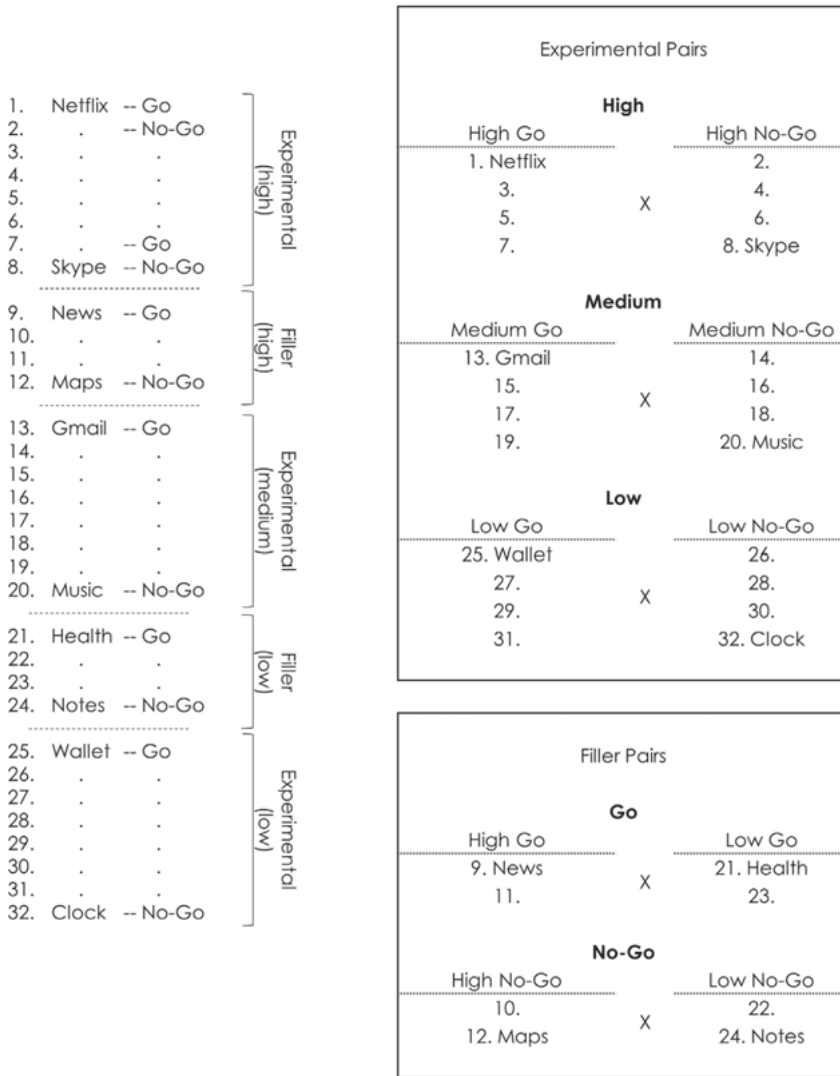 1. Netflix -- Go
2. . -- No-Go
3. . .
4. . .
5. . .
6. . .
7. . -- Go
8. Skype -- No-Go
Experimental
(high)
9. News -- Go
10. . .
11. . .
12. Maps -- No-Go
Filler
(high)
13. Gmail -- Go
14. . .
15. . .
16. . .
17. . .
18. . .
19. . .
20. Music -- No-Go
Experimental
(medium)
21. Health -- Go
22. . .
23. . .
24. Notes -- No-Go
Filler
(low)
25. Wallet -- Go
26. . .
27. . .
28. . .
29. . .
30. . .
31. . .
32. Clock -- No-Go
Experimental
(low)
Experimental Pairs
High
High Go High No-Go
1. Netflix 2.
3. 4.
X
5. 6.
7. 8. Skype
Medium
Medium Go Medium No-Go
13. Gmail 14.
15. 16.
X
17. 18.
19. 20. Music
Low
Low Go Low No-Go
25. Wallet 26.
27. 28.
X
29. 30.
31. 32. Clock
Filler Pairs
Go
High Go Low Go
9. News 21. Health
X
11. 23.
No-Go
High No-Go Low No-Go
10. 22.
X
12. Maps 24. Notes